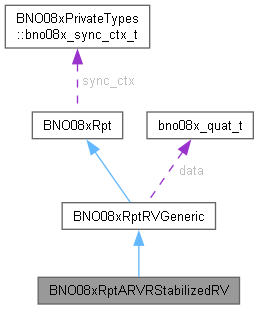 BNO08xPrivateTypes
::bno08x_sync_ctx_t
sync_ctx
BNO08xRpt
bno08x_quat_t
data
BNO08xRptRVGeneric
BNO08xRptARVRStabilizedRV